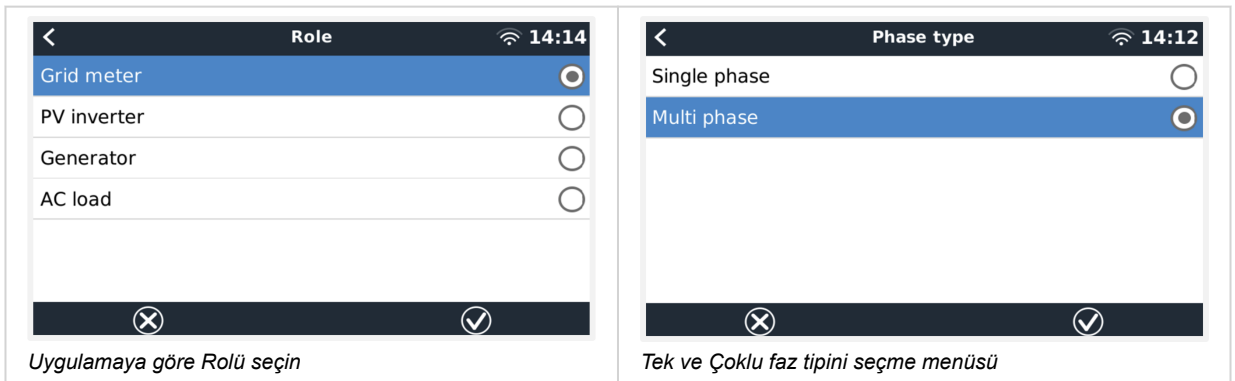 Role
14:14
Grid meter
PV inverter
Generator
AC load
Uygulamaya göre Rolü seçin
Phase type
14:12
Single phase
Multi phase
Tek ve Çoklu faz tipini seçme menüsü